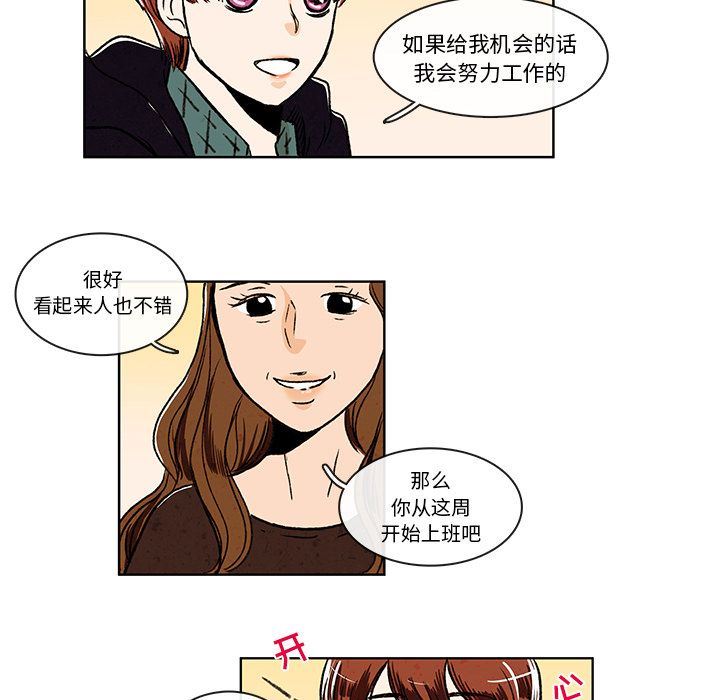 如果给我机会的话
我会努力工作的
很好
看起来人也不错
那么
你从这周
开始上班吧
开
心